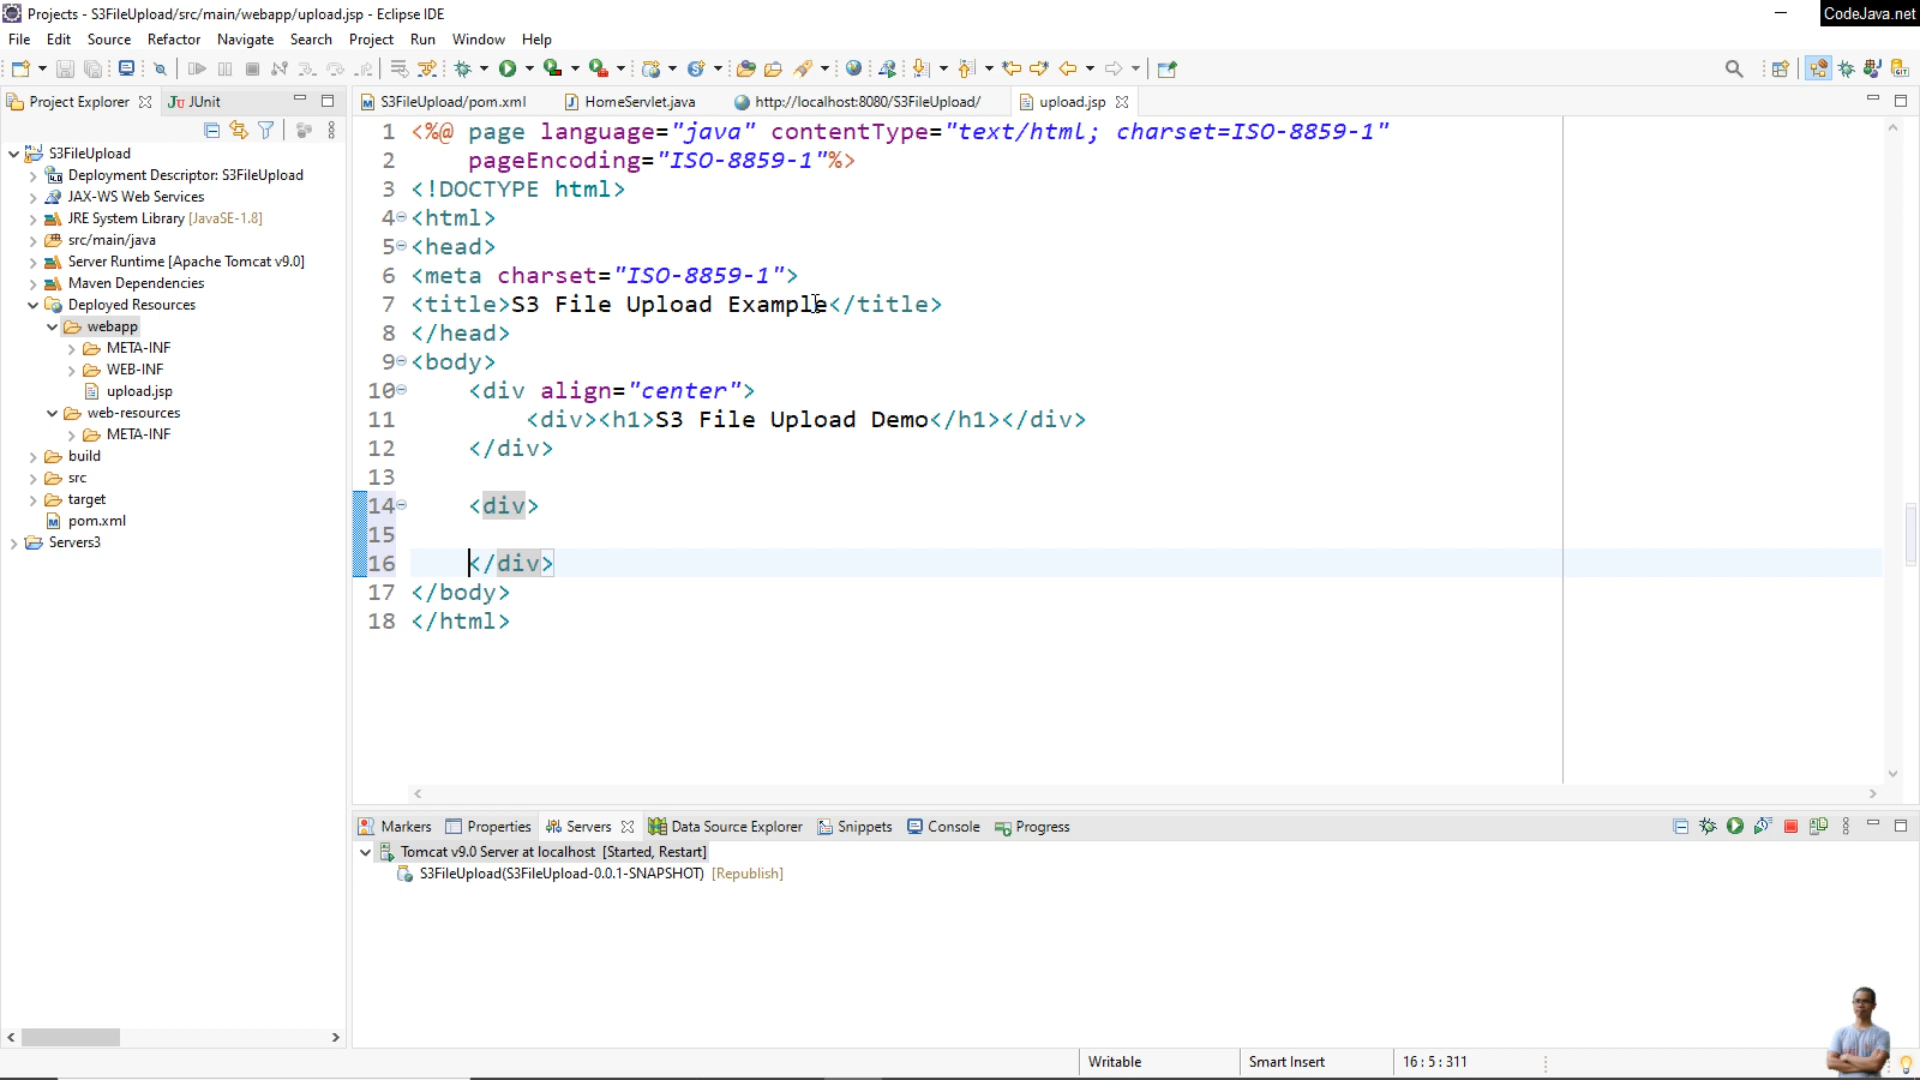 Projects - S3FileUpload/src/main/webapp/upload.jsp - Eclipse IDE
CodeJava.net
File Edit Source Refactor Navigate Search Project Run Window Help
Project Explorer JUnit
S3FileUpload/pom.xml HomeServlet.java http://localhost:8080/S3FileUpload/ upload.jsp
S3FileUpload
Deployment Descriptor: S3FileUpload
JAX-WS Web Services
JRE System Library [JavaSE-1.8]
src/main/java
Server Runtime [Apache Tomcat v9.0]
Maven Dependencies
Deployed Resources
webapp
META-INF
WEB-INF
upload.jsp
web-resources
META-INF
build
src
target
pom.xml
Servers3
1 <%@ page language="java" contentType="text/html; charset=ISO-8859-1"
2     pageEncoding="ISO-8859-1"%>
3 <!DOCTYPE html>
4 <html>
5 <head>
6 <meta charset="ISO-8859-1">
7 <title>S3 File Upload Example</title>
8 </head>
9 <body>
10     <div align="center">
11         <div><h1>S3 File Upload Demo</h1></div>
12     </div>
13
14     <div>
15
16     </div>
17 </body>
18 </html>
Markers Properties Servers Data Source Explorer Snippets Console Progress
Tomcat v9.0 Server at localhost [Started, Restart]
S3FileUpload(S3FileUpload-0.0.1-SNAPSHOT) [Republish]
Writable Smart Insert 16 : 5 : 311